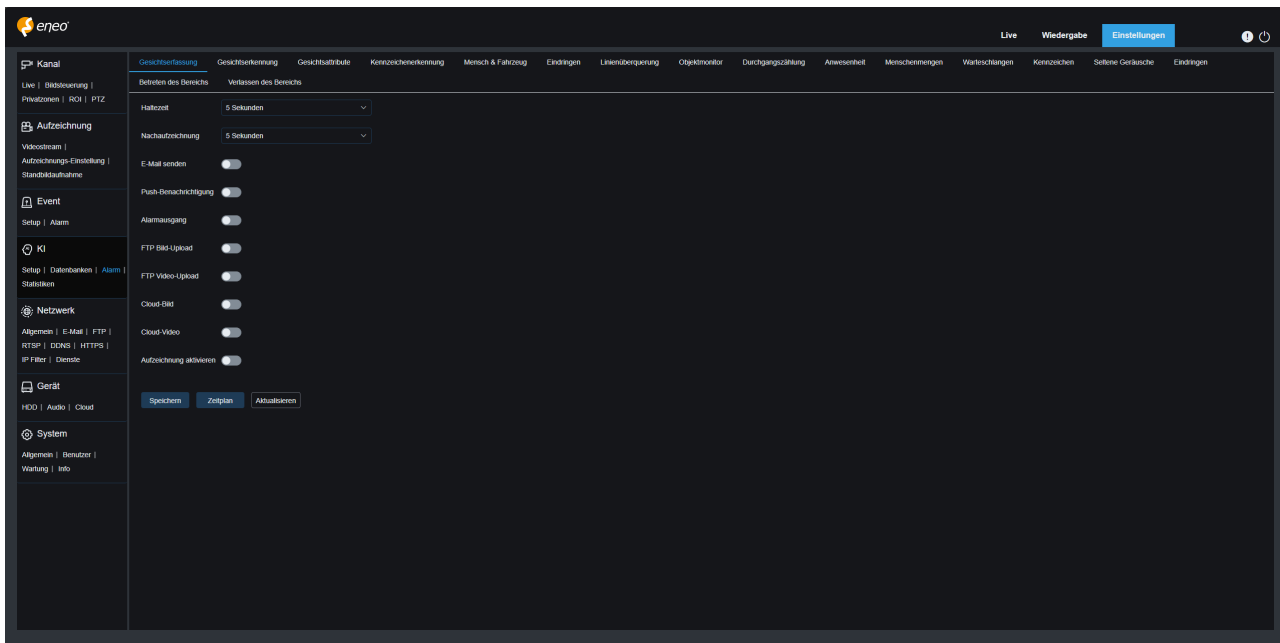 eneo
Live Wiedergabe Einstellungen
Kanal
Live | Bildsteuerung |
Privatzonen | ROI | PTZ
Aufzeichnung
Videostream |
Aufzeichnungs-Einstellung |
Standbildaufnahme
Event
Setup | Alarm
KI
Setup | Datenbanken | Alarm |
Statistiken
Netzwerk
Allgemein | E-Mail | FTP |
RTSP | DDNS | HTTPS |
IP Filter | Dienste
Gerät
HDD | Audio | Cloud
System
Allgemein | Benutzer |
Wartung | Info
Gesichtserfassung Gesichtserkennung Gesichtsattribute Kennzeichenerkennung Mensch & Fahrzeug Eindringen Linienüberquerung Objektmonitor Durchgangszählung Anwesenheit Menschenmengen Warteschlangen Kennzeichen Seltene Geräusche Eindringen
Betreten des Bereichs Verlassen des Bereichs
Haltezeit 5 Sekunden
Nachaufzeichnung 5 Sekunden
E-Mail senden
Push-Benachrichtigung
Alarmausgang
FTP Bild-Upload
FTP Video-Upload
Cloud-Bild
Cloud-Video
Aufzeichnung aktivieren
Speichern Zeitplan Aktualisieren